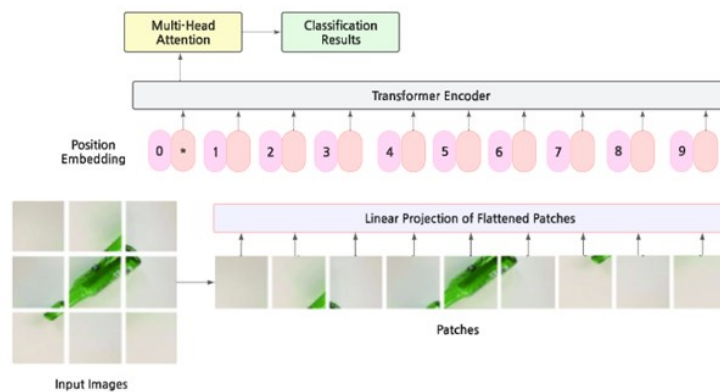 Multi-Head
Attention
Classification
Results
Transformer Encoder
Position
Embedding
0 * 1 2 3 4 5 6 7 8 9
Linear Projection of Flattened Patches
Patches
Input Images